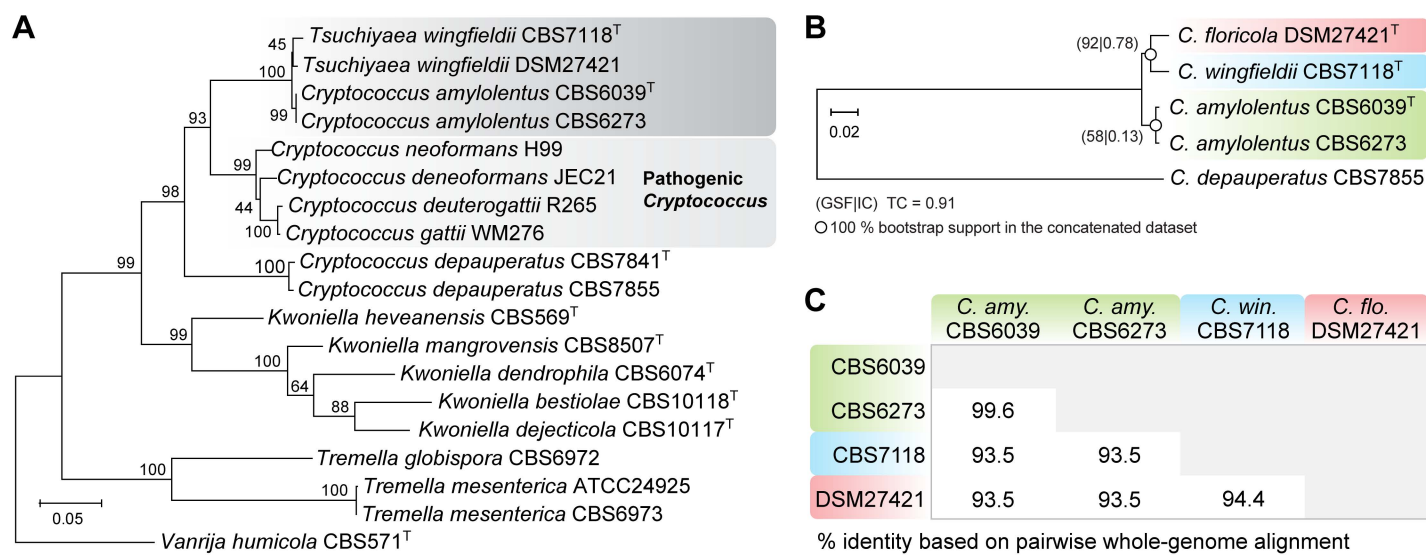 A
45
Tsuchiyaea wingfieldii CBS7118ᵀ
100
Tsuchiyaea wingfieldii DSM27421
Cryptococcus amylolentus CBS6039ᵀ
99
Cryptococcus amylolentus CBS6273
93
Cryptococcus neoformans H99
99
Cryptococcus deneoformans JEC21
Pathogenic
Cryptococcus
44
Cryptococcus deuterogattii R265
98
100
Cryptococcus gattii WM276
99
100
Cryptococcus depauperatus CBS7841ᵀ
Cryptococcus depauperatus CBS7855
Kwoniella heveanensis CBS569ᵀ
99
Kwoniella mangrovensis CBS8507ᵀ
100
Kwoniella dendrophila CBS6074ᵀ
64
Kwoniella bestiolae CBS10118ᵀ
88
Kwoniella dejecticola CBS10117ᵀ
Tremella globispora CBS6972
100
Tremella mesenterica ATCC24925
100
Tremella mesenterica CBS6973
0.05
Vanrija humicola CBS571ᵀ
B
(92|0.78)
C. floricola DSM27421ᵀ
C. wingfieldii CBS7118ᵀ
C. amylolentus CBS6039ᵀ
0.02
(58|0.13)
C. amylolentus CBS6273
C. depauperatus CBS7855
(GSF|IC) TC = 0.91
100 % bootstrap support in the concatenated dataset
C
C. amy. C. amy. C. win. C. flo.
CBS6039 CBS6273 CBS7118 DSM27421
CBS6039
CBS6273 99.6
CBS7118 93.5 93.5
DSM27421 93.5 93.5 94.4
% identity based on pairwise whole-genome alignment